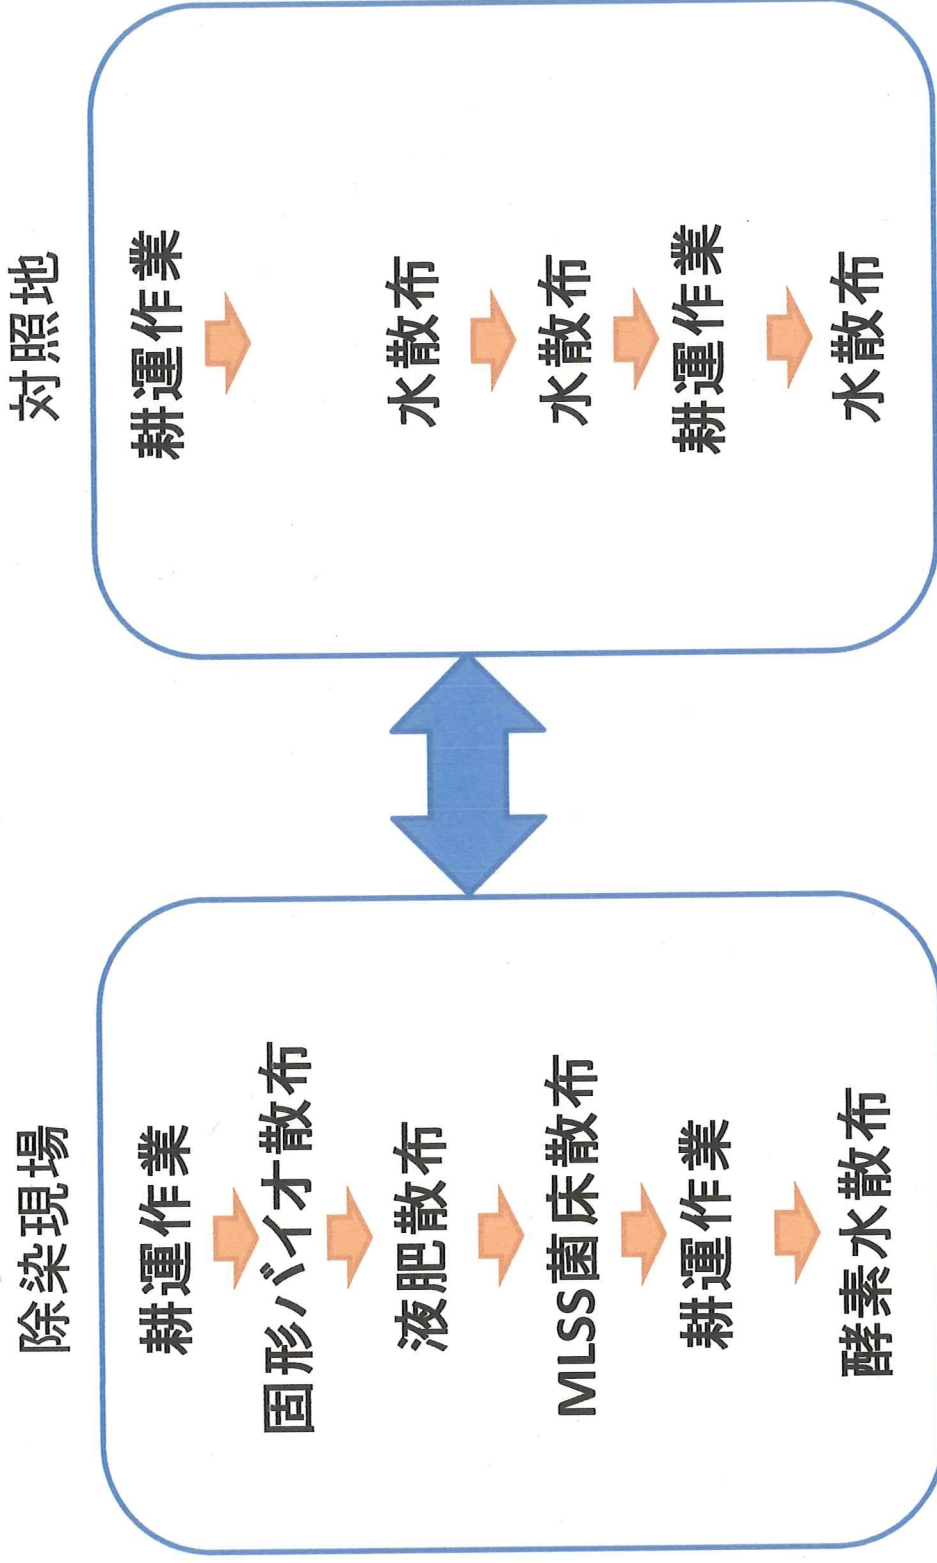 除染現場
耕運作業
固形バイオ散布
液肥散布
MLSS菌床散布
耕運作業
酵素水散布
対照地
耕運作業
水散布
水散布
耕運作業
水散布